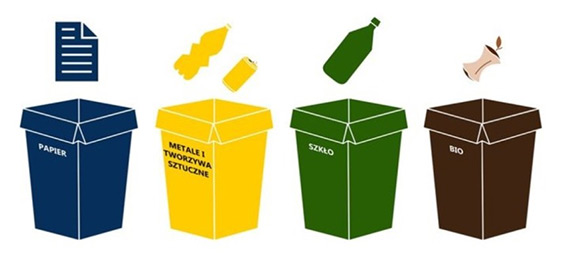 PAPIER
METALE I
TWORZYWA
SZTUCZNE
SZKŁO
BIO